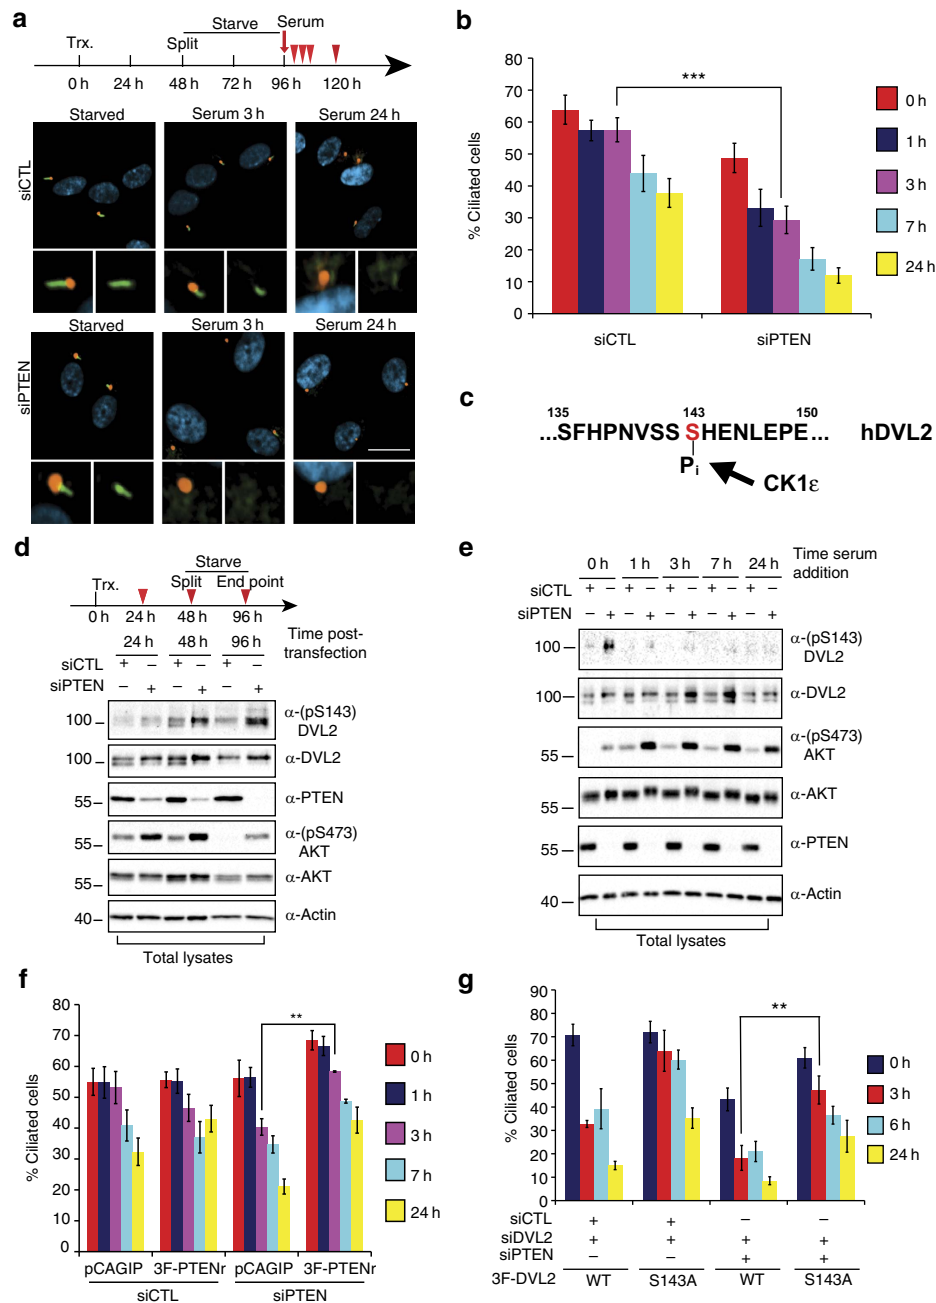 a
Starve
Serum
Trx.
Split
0 h 24 h 48 h 72 h 96 h 120 h
Starved Serum 3 h Serum 24 h
siCTL
Starved Serum 3 h Serum 24 h
siPTEN
b
% Ciliated cells
80
70
60
50
40
30
20
10
0
***
siCTL siPTEN
0 h
1 h
3 h
7 h
24 h
c
135 143 150
...SFHPNVSSSHENLEPE... hDVL2
Pi
CK1ε
d
Starve
Trx. Split End point
0 h 24 h 48 h 96 h
24 h 48 h 96 h Time post-transfection
siCTL + – + – + –
siPTEN – + – + – +
100 α-(pS143) DVL2
100 α-DVL2
55 α-PTEN
55 α-(pS473) AKT
55 α-AKT
40 α-Actin
Total lysates
e
0 h 1 h 3 h 7 h 24 h Time serum addition
siCTL + – + – + – + – + –
siPTEN – + – + – + – + – +
100 α-(pS143) DVL2
100 α-DVL2
55 α-(pS473) AKT
55 α-AKT
55 α-PTEN
40 α-Actin
Total lysates
f
% Ciliated cells
80
70
60
50
40
30
20
10
0
**
pCAGIP 3F-PTENr pCAGIP 3F-PTENr
siCTL siPTEN
0 h
1 h
3 h
7 h
24 h
g
% Ciliated cells
90
80
70
60
50
40
30
20
10
0
**
0 h
3 h
6 h
24 h
siCTL + + – –
siDVL2 + + + +
siPTEN – – + +
3F-DVL2 WT S143A WT S143A